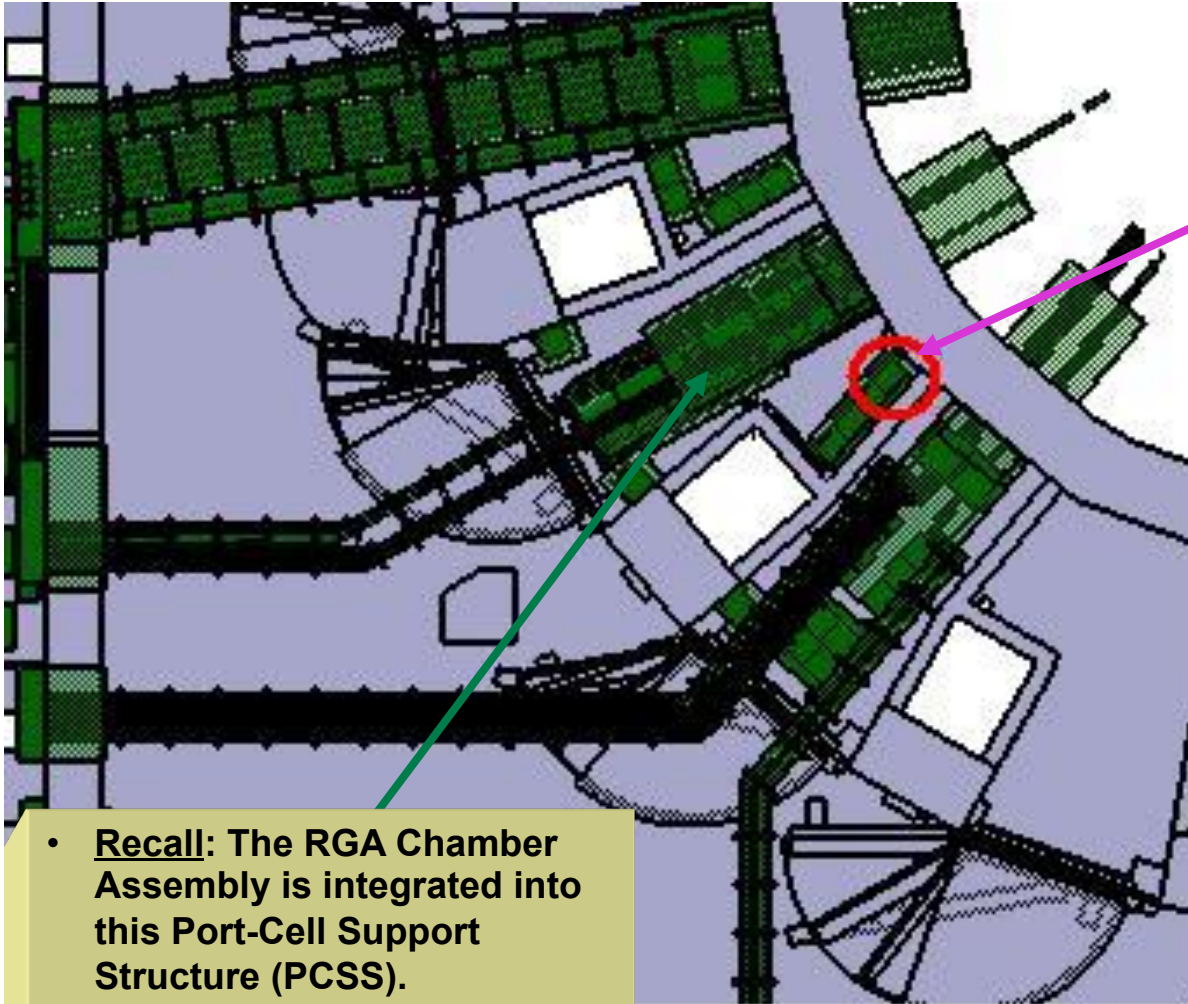 • Recall: The RGA Chamber
Assembly is integrated into
this Port-Cell Support
Structure (PCSS).